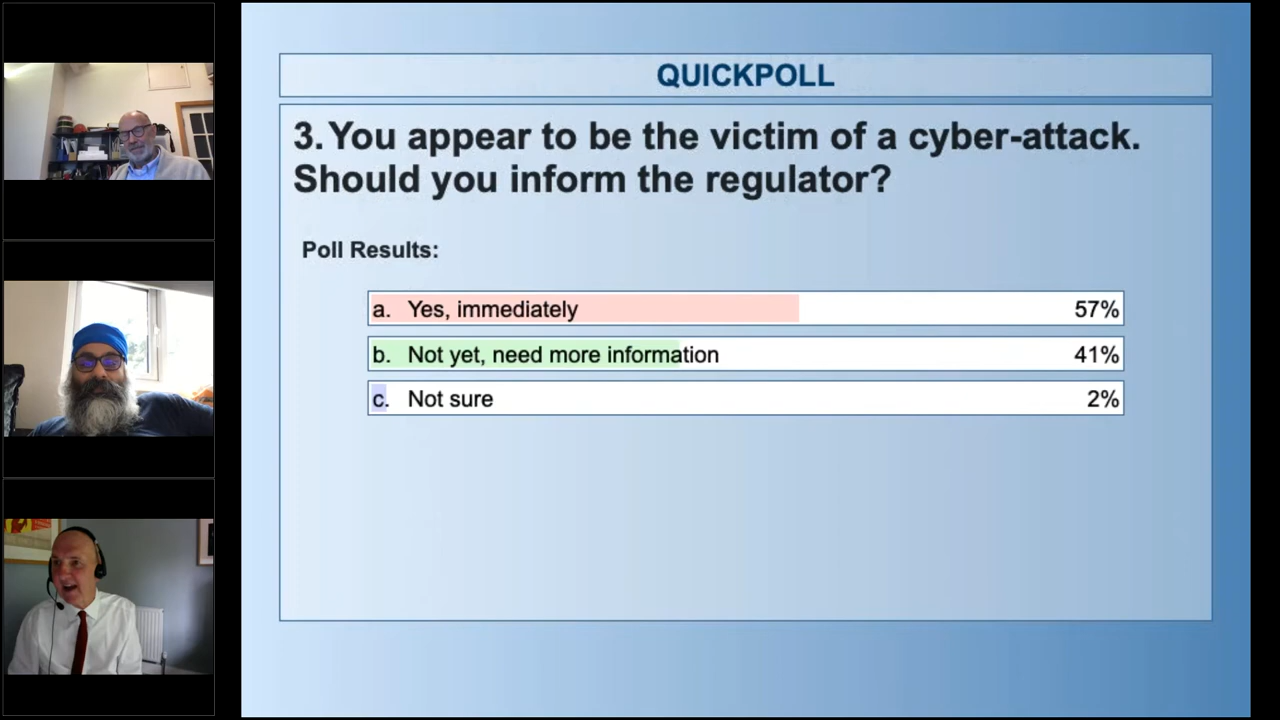 QUICKPOLL
3. You appear to be the victim of a cyber-attack.
Should you inform the regulator?
Poll Results:
a. Yes, immediately 57%
b. Not yet, need more information 41%
c. Not sure 2%